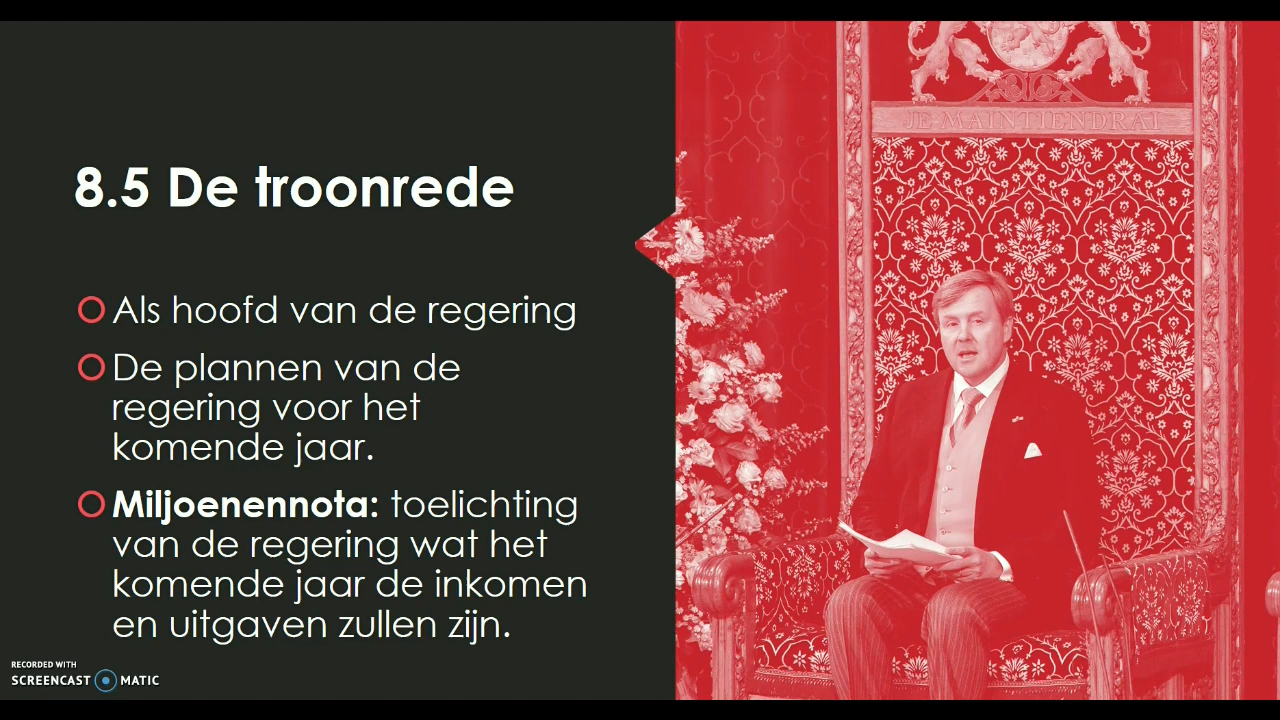 JE MAINTIENDRAI
8.5 De troonrede
Als hoofd van de regering
De plannen van de
regering voor het
komende jaar.
Miljoenennota: toelichting
van de regering wat het
komende jaar de inkomen
en uitgaven zullen zijn.
RECORDED WITH
SCREENCAST MATIC